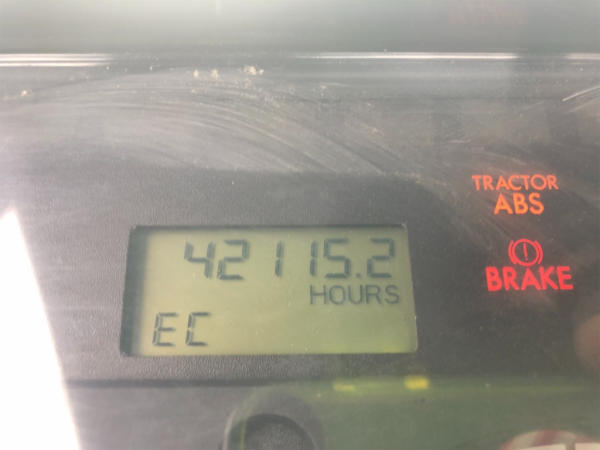 TRACTOR
ABS
42115.2
HOURS
BRAKE
EC